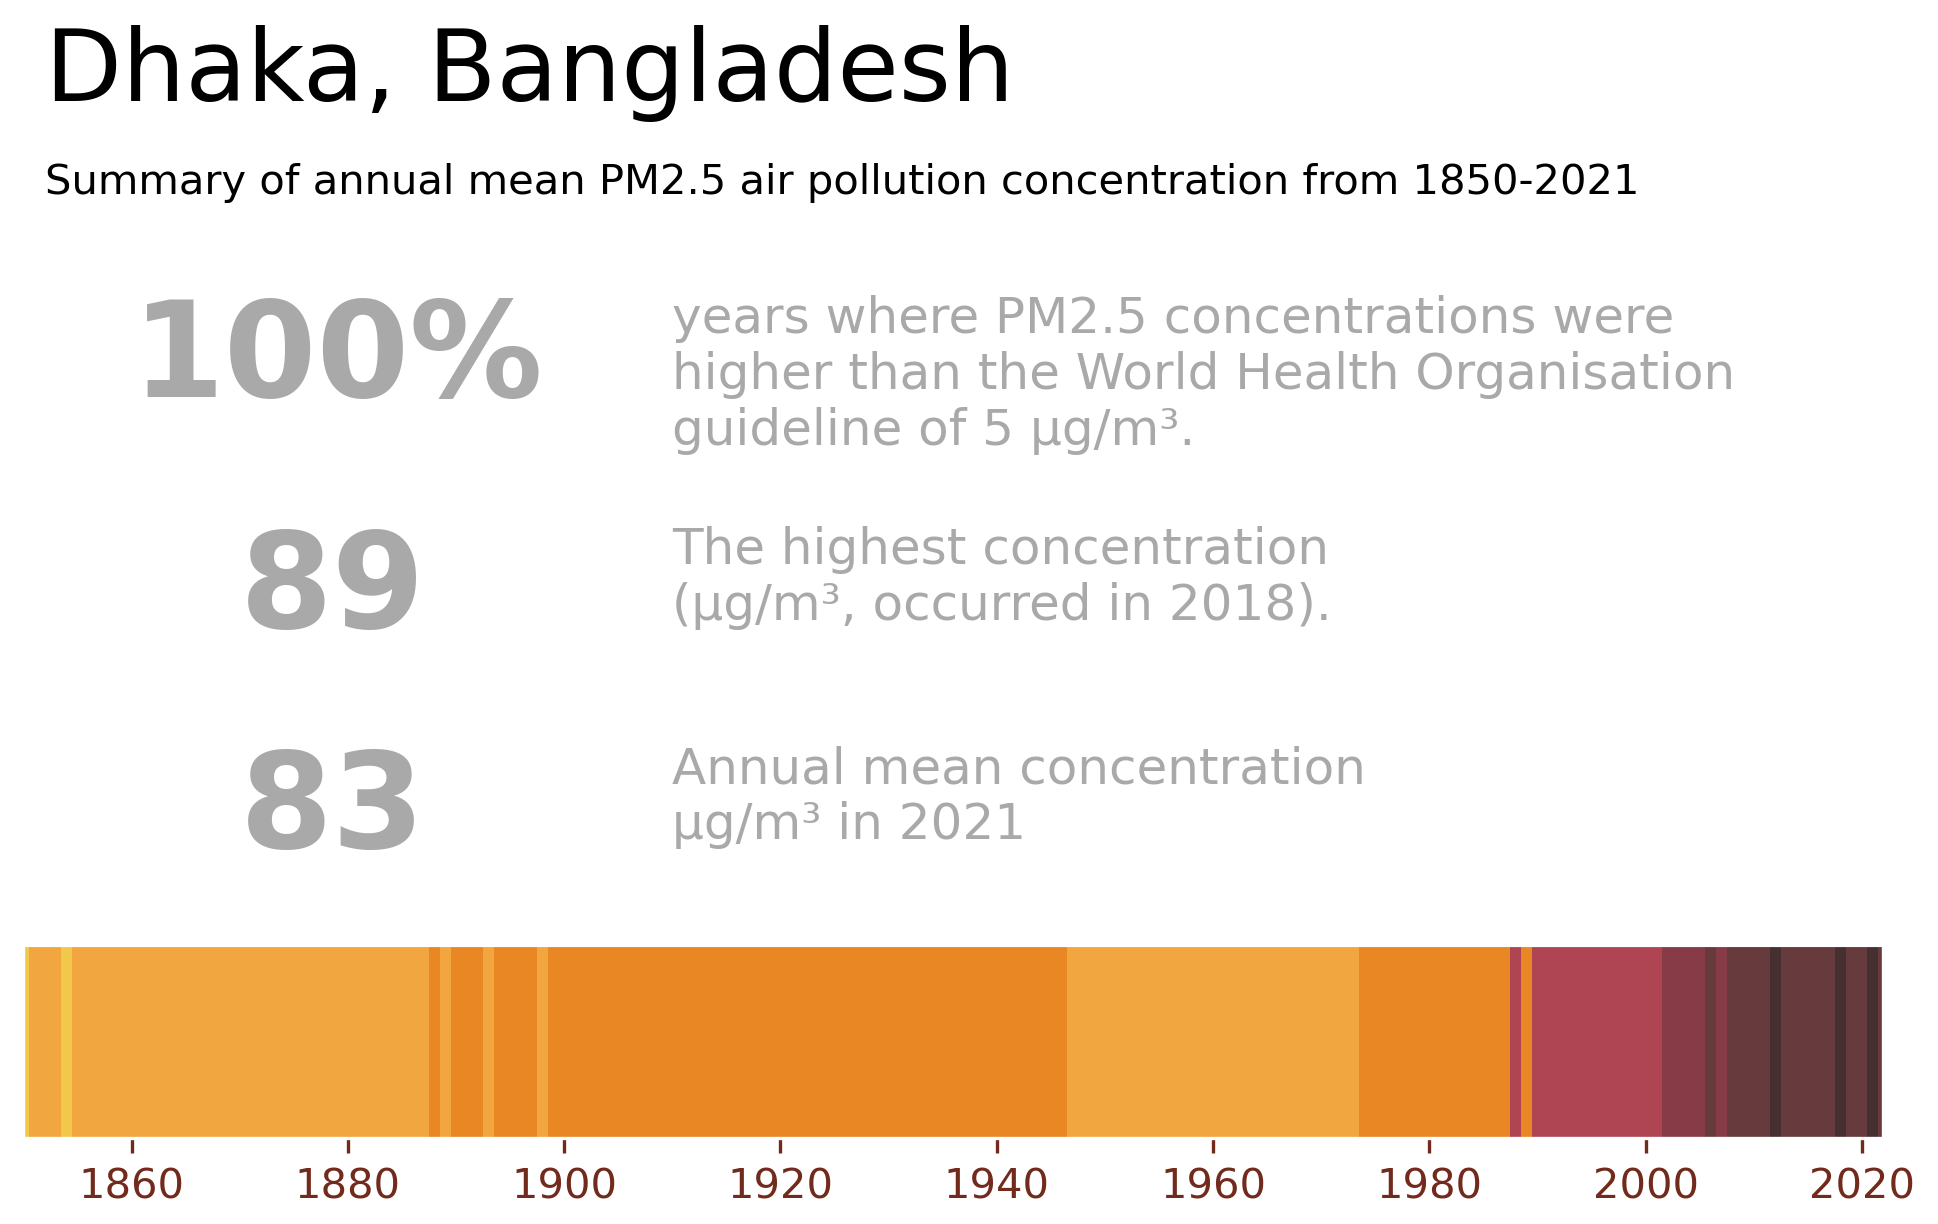 Dhaka, Bangladesh
Summary of annual mean PM2.5 air pollution concentration from 1850-2021
100%
years where PM2.5 concentrations were
higher than the World Health Organisation
guideline of 5 µg/m³.
89
The highest concentration
(µg/m³, occurred in 2018).
83
Annual mean concentration
µg/m³ in 2021
1860 1880 1900 1920 1940 1960 1980 2000 2020